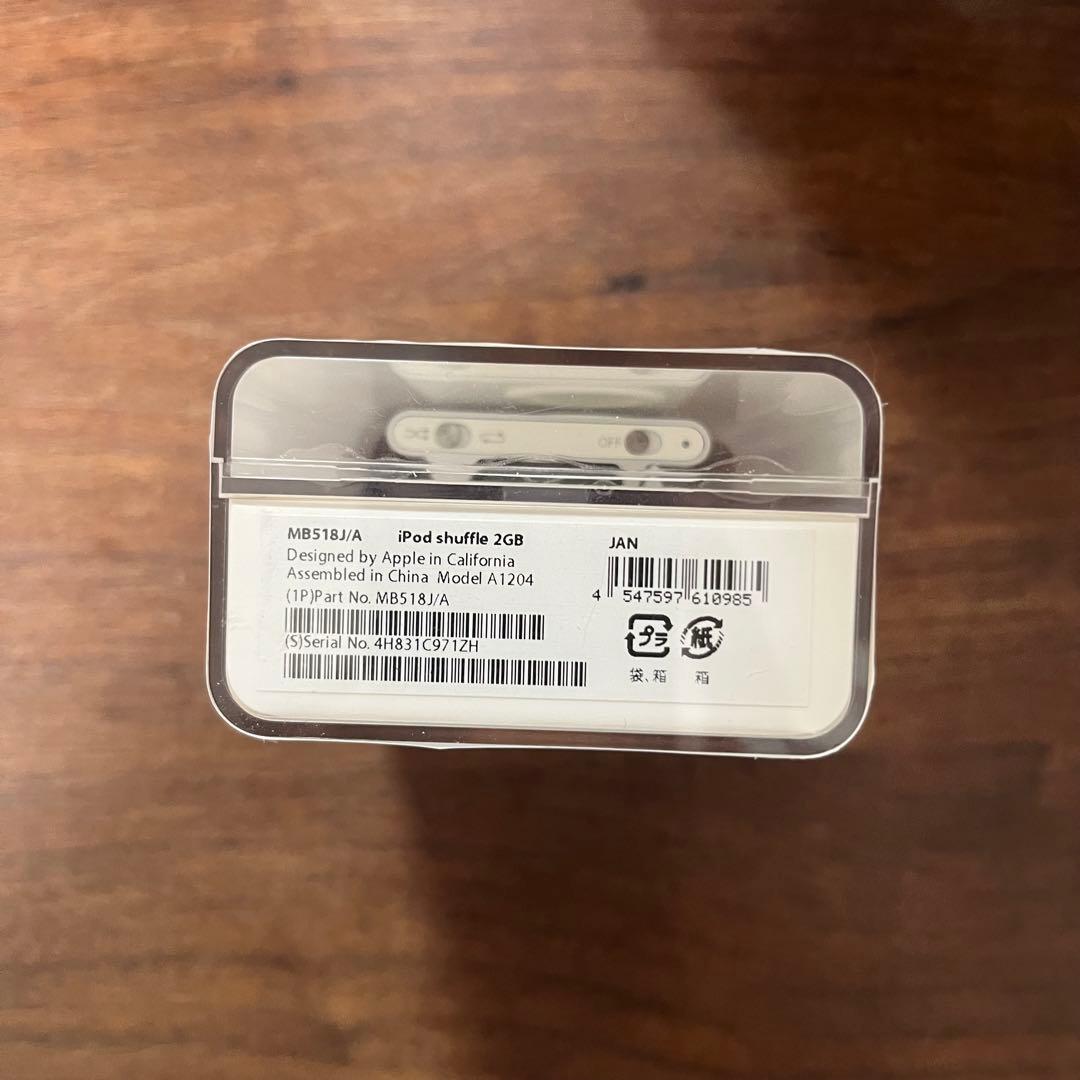 OFF
MB518J/A iPod shuffle 2GB
Designed by Apple in California
Assembled in China Model A1204
(1P)Part No. MB518J/A
(S)Serial No. 4H831C971ZH
JAN
4 547597 610985
プラ 紙
袋、箱 箱